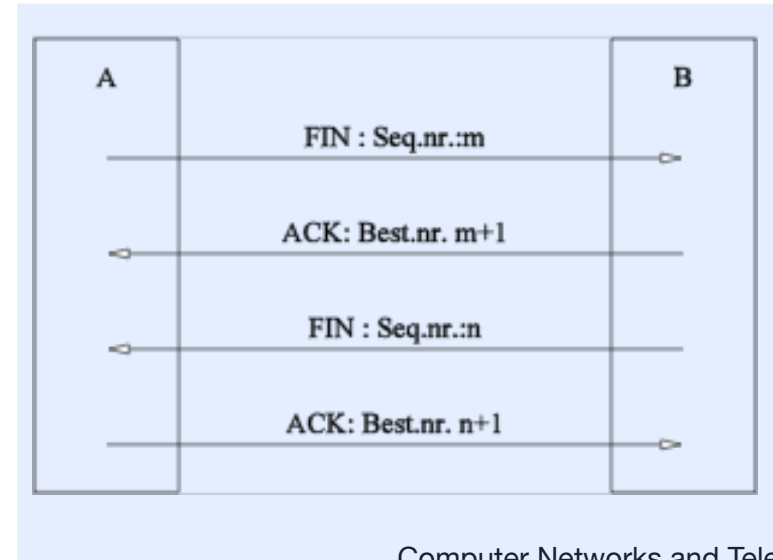 A
B
FIN : Seq.nr.:m
ACK: Best.nr. m+1
FIN : Seq.nr.:n
ACK: Best.nr. n+1
Computer Networks and Tele